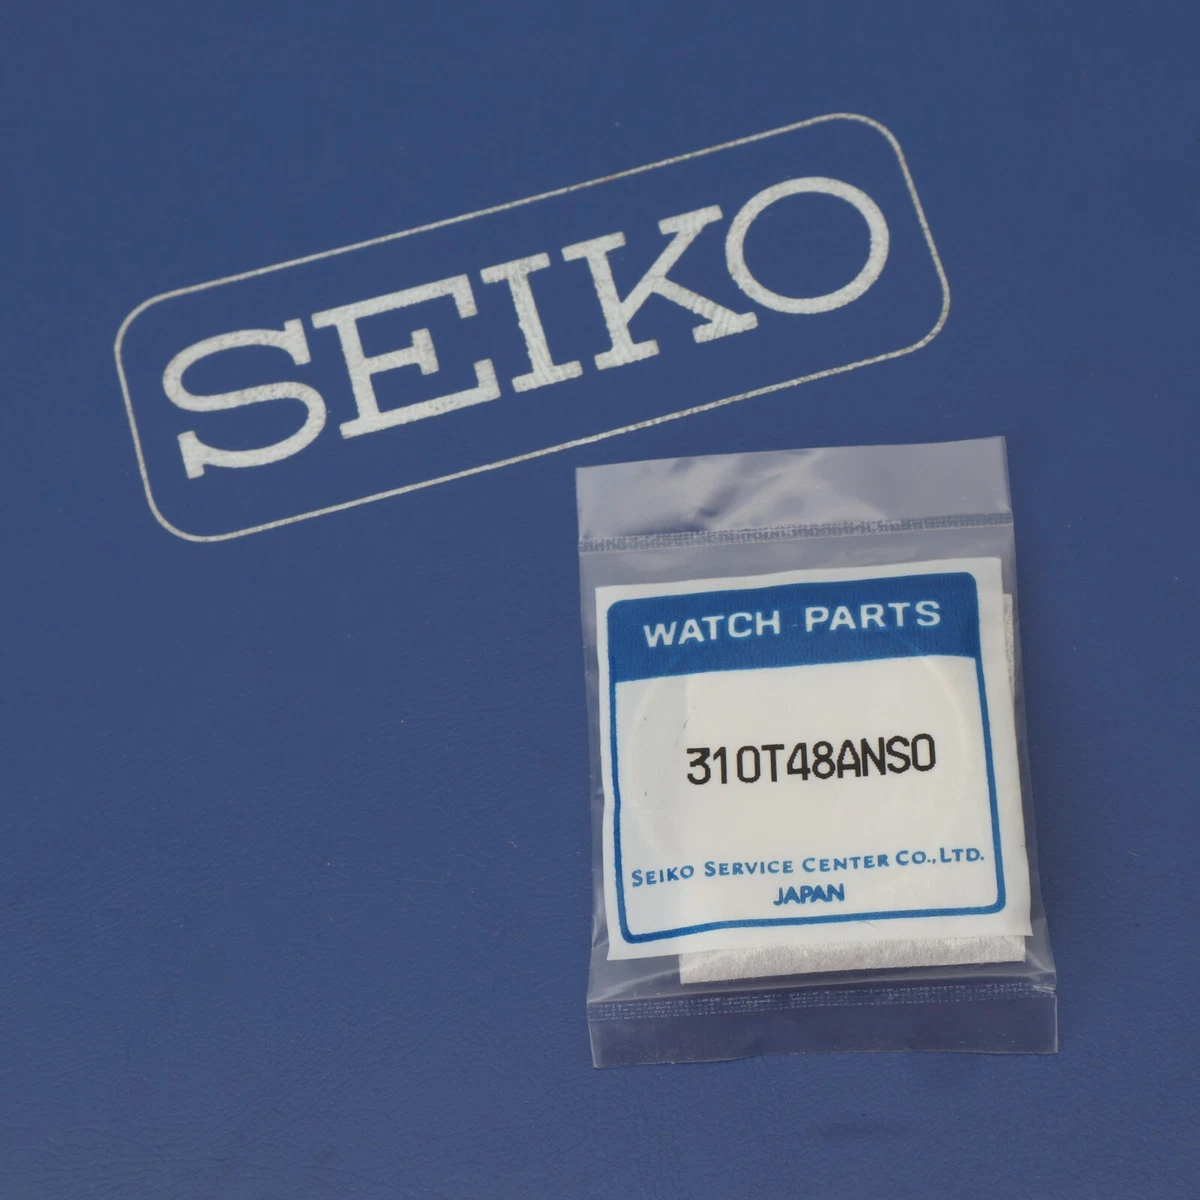 SEIKO
WATCH PARTS
310T48ANS0
SEIKO SERVICE CENTER CO., LTD.
JAPAN